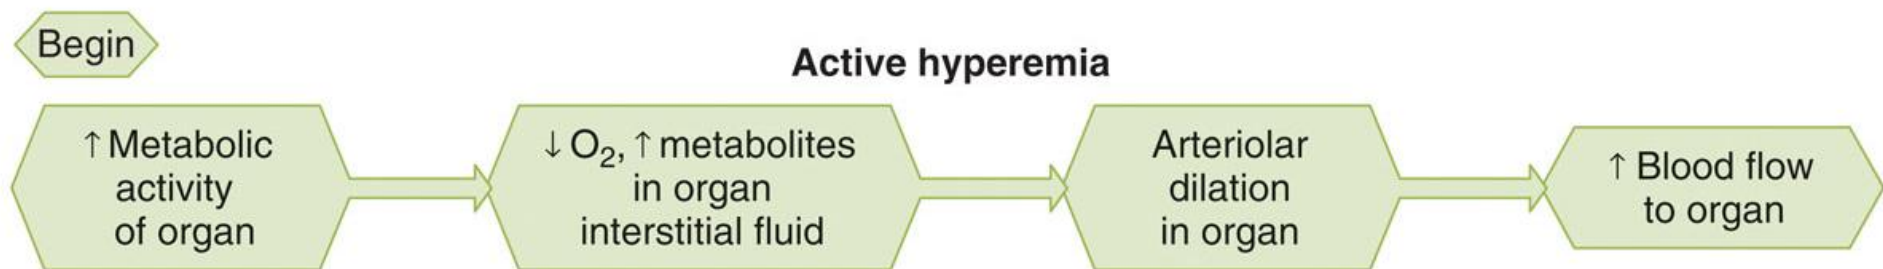 Begin
Active hyperemia
↑ Metabolic
activity
of organ
↓ O₂, ↑ metabolites
in organ
interstitial fluid
Arteriolar
dilation
in organ
↑ Blood flow
to organ